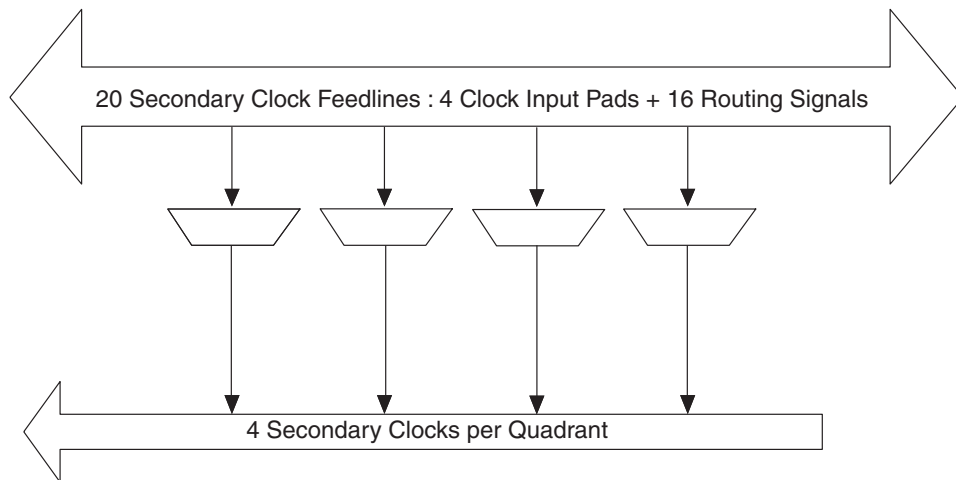 20 Secondary Clock Feedlines : 4 Clock Input Pads + 16 Routing Signals
4 Secondary Clocks per Quadrant